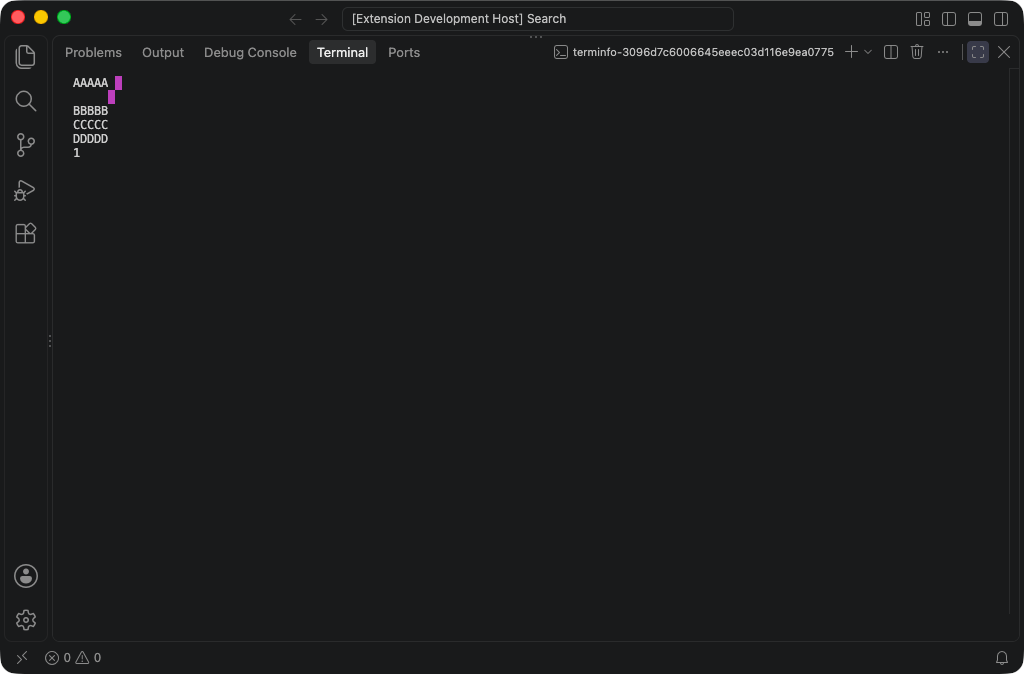 [Extension Development Host] Search
Problems Output Debug Console Terminal Ports terminfo-3096d7c6006645eeec03d116e9ea0775
AAAAA
BBBBB
CCCCC
DDDDD
1
0 0